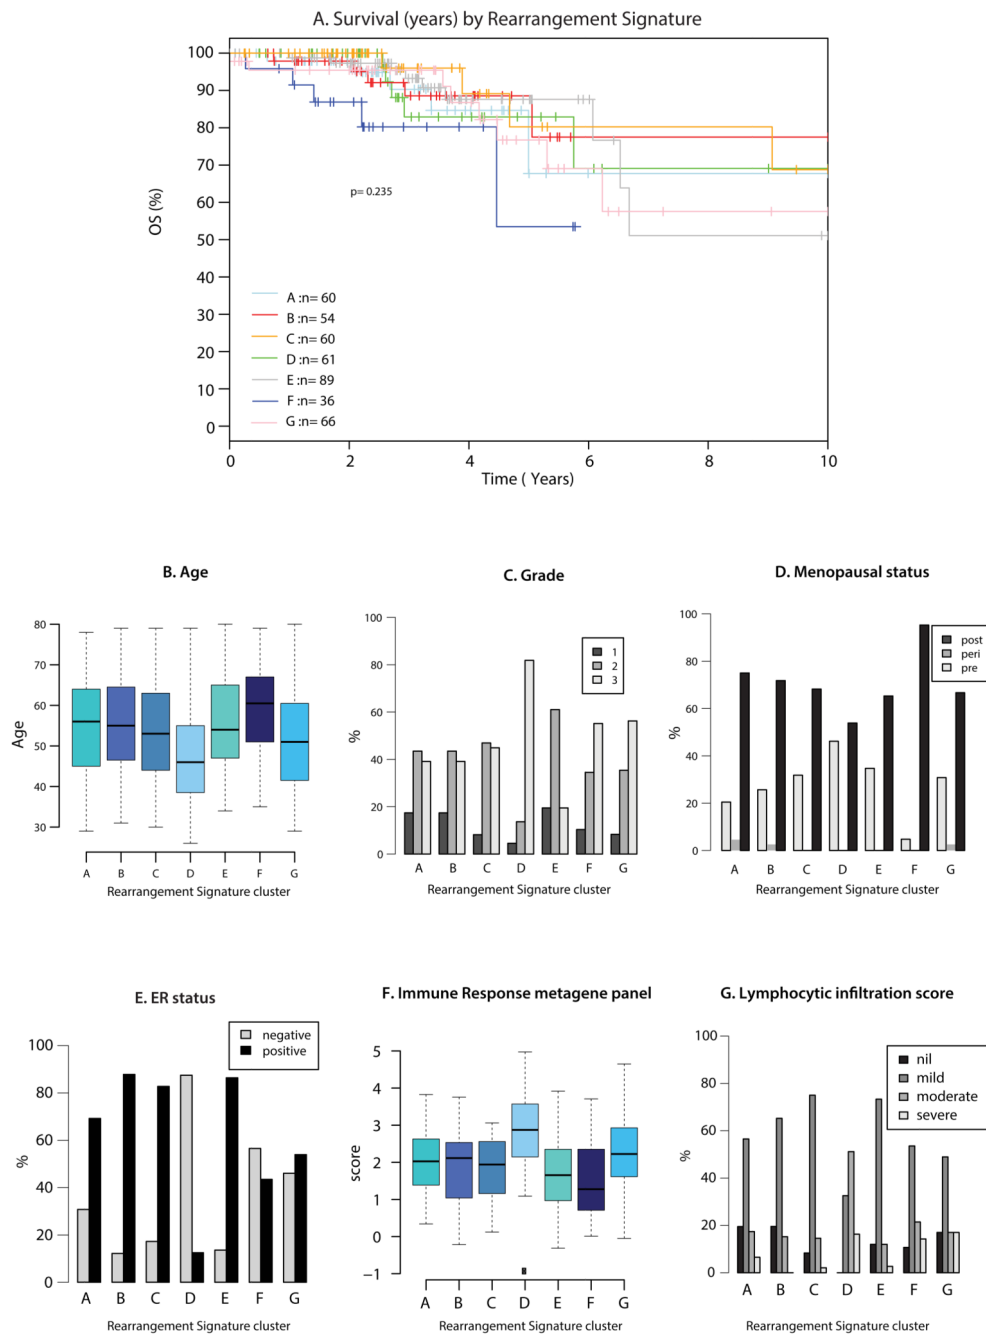 A. Survival (years) by Rearrangement Signature
100
90
80
70
60
50
40
30
20
10
0
OS (%)
p= 0.235
A :n= 60
B :n= 54
C :n= 60
D :n= 61
E :n= 89
F :n= 36
G :n= 66
0 2 4 6 8 10
Time ( Years)
B. Age
80
70
60
50
40
30
Age
A B C D E F G
Rearrangement Signature cluster
C. Grade
100
80
60
40
20
0
%
1
2
3
A B C D E F G
Rearrangement Signature cluster
D. Menopausal status
100
80
60
40
20
0
%
post
peri
pre
A B C D E F G
Rearrangement Signature cluster
E. ER status
negative
positive
100
80
60
40
20
0
%
A B C D E F G
Rearrangement Signature cluster
F. Immune Response metagene panel
5
4
3
2
1
0
−1
score
A B C D E F G
Rearrangement Signature cluster
G. Lymphocytic infiltration score
100
80
60
40
20
0
%
nil
mild
moderate
severe
A B C D E F G
Rearrangement Signature cluster